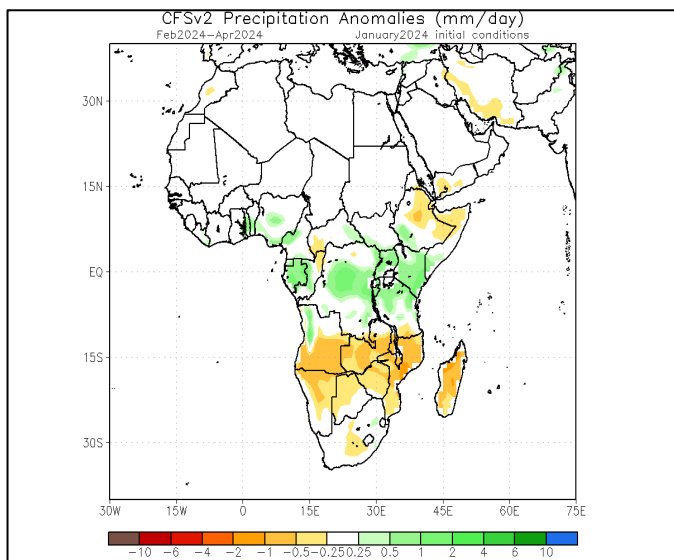 CFSv2 Precipitation Anomalies (mm/day)
Feb2024–Apr2024 January2024 initial conditions
30N
15N
EQ
15S
30S
30W 15W 0 15E 30E 45E 60E 75E
−10 −6 −4 −2 −1 −0.5−0.250.25 0.5 1 2 4 6 10